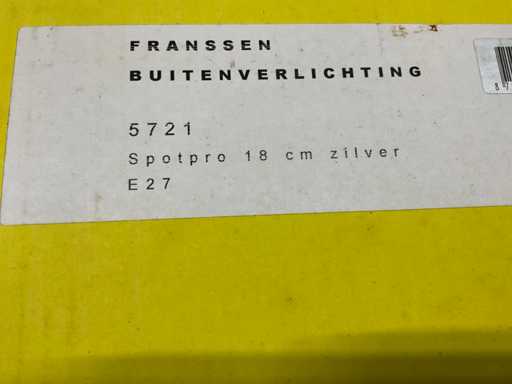 FRANSSEN
BUITENVERLICHTING
5721
Spotpro 18 cm zilver
E27